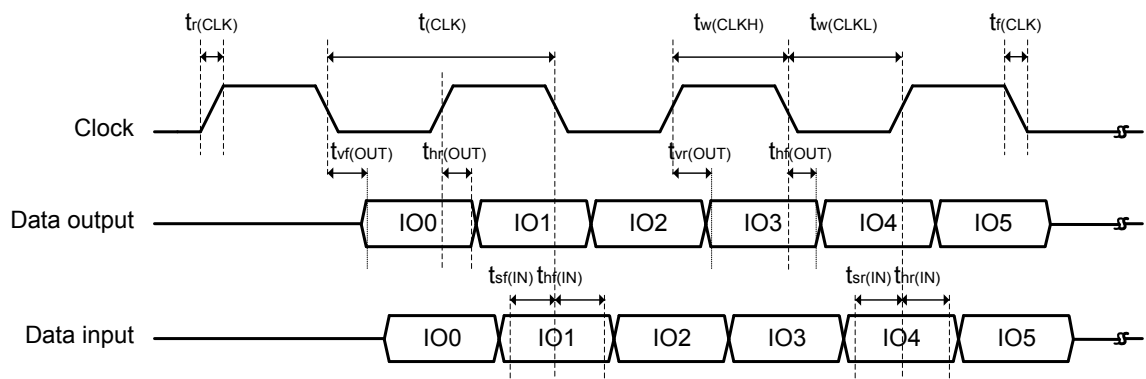 tr(CLK) t(CLK) tw(CLKH) tw(CLKL) tf(CLK)
Clock
tvf(OUT) thr(OUT) tvr(OUT) thf(OUT)
Data output IO0 IO1 IO2 IO3 IO4 IO5
tsf(IN) thf(IN) tsr(IN) thr(IN)
Data input IO0 IO1 IO2 IO3 IO4 IO5